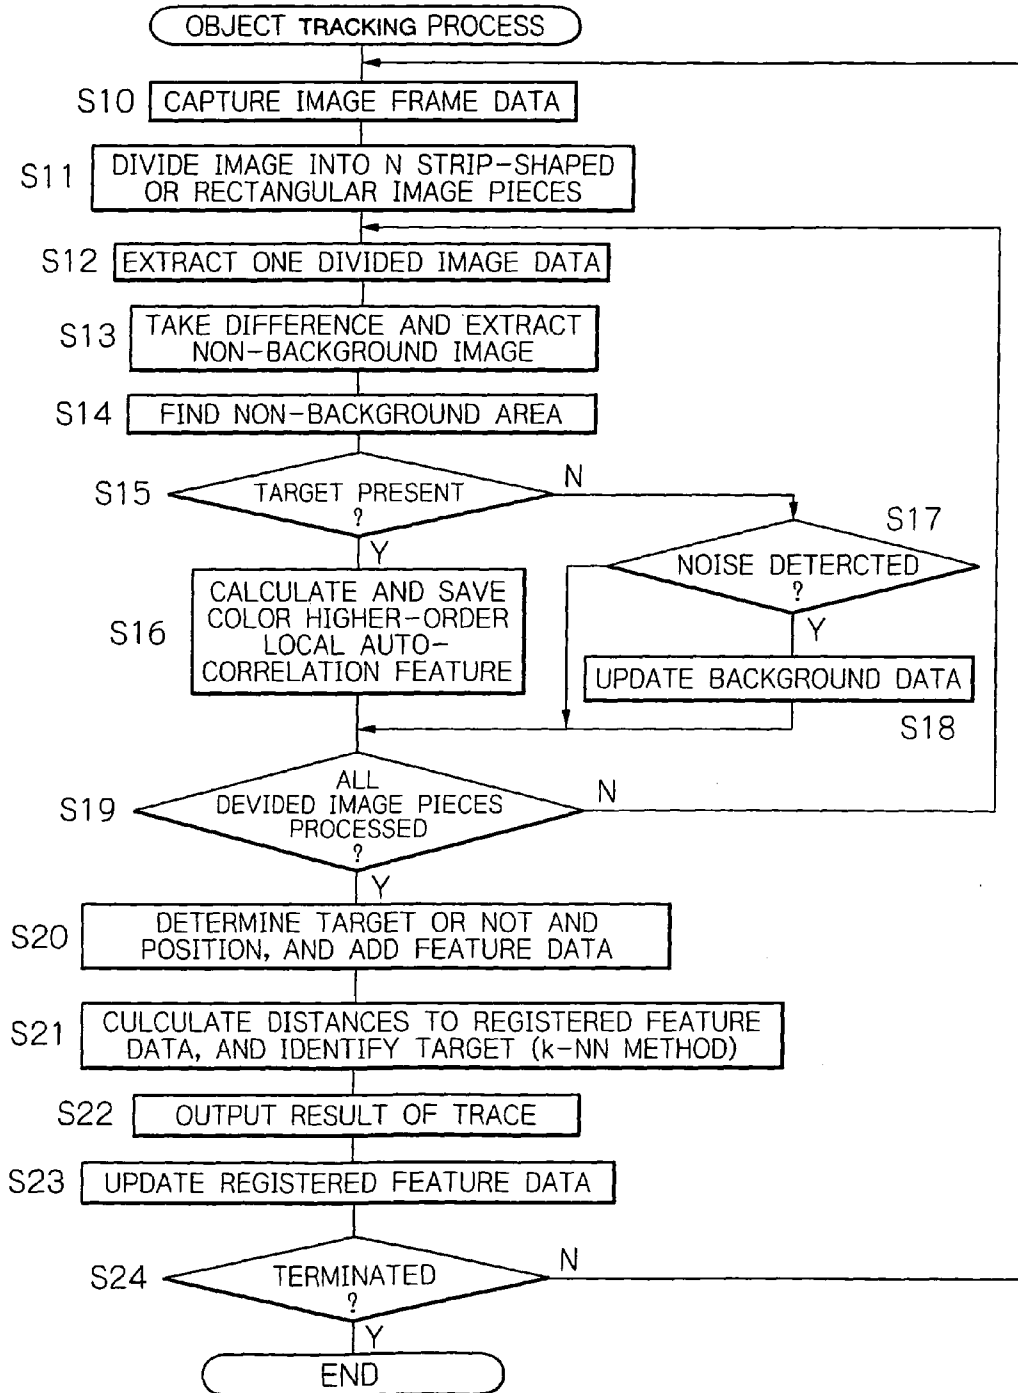 OBJECT TRACKING PROCESS
S10
CAPTURE IMAGE FRAME DATA
S11
DIVIDE IMAGE INTO N STRIP-SHAPED
OR RECTANGULAR IMAGE PIECES
S12
EXTRACT ONE DIVIDED IMAGE DATA
S13
TAKE DIFFERENCE AND EXTRACT
NON-BACKGROUND IMAGE
S14
FIND NON-BACKGROUND AREA
S15
TARGET PRESENT
?
N
Y
S17
NOISE DETERCTED
?
Y
S16
CALCULATE AND SAVE
COLOR HIGHER-ORDER
LOCAL AUTO-
CORRELATION FEATURE
UPDATE BACKGROUND DATA
S18
S19
ALL
DEVIDED IMAGE PIECES
PROCESSED
?
N
Y
S20
DETERMINE TARGET OR NOT AND
POSITION, AND ADD FEATURE DATA
S21
CULCULATE DISTANCES TO REGISTERED FEATURE
DATA, AND IDENTIFY TARGET (k-NN METHOD)
S22
OUTPUT RESULT OF TRACE
S23
UPDATE REGISTERED FEATURE DATA
S24
TERMINATED
?
N
Y
END